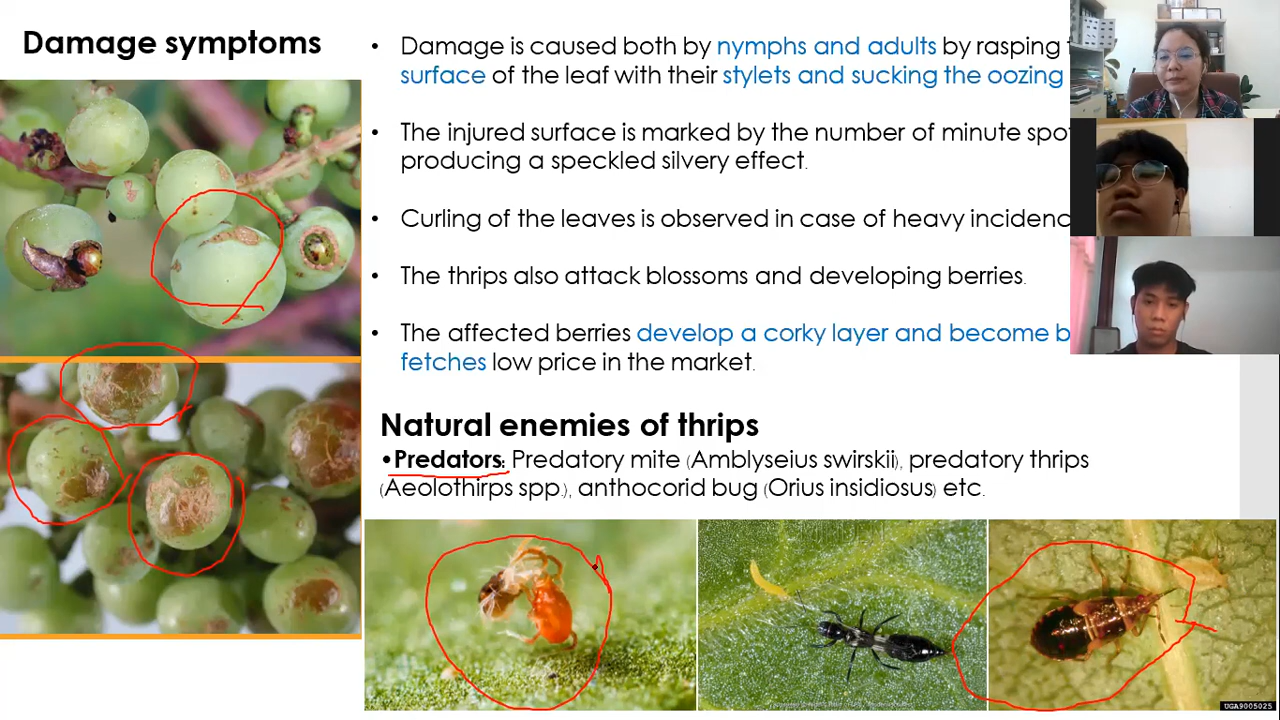 Damage symptoms
• Damage is caused both by nymphs and adults by rasping
surface of the leaf with their stylets and sucking the oozing
• The injured surface is marked by the number of minute
producing a speckled silvery effect.
• Curling of the leaves is observed in case of heavy
• The thrips also attack blossoms and developing berries.
• The affected berries develop a corky layer and become
fetches low price in the market.
Natural enemies of thrips
•Predators: Predatory mite (Amblyseius swirskii), predatory thrips
(Aeolothirps spp.), anthocorid bug (Orius insidiosus) etc.
UGA9005025